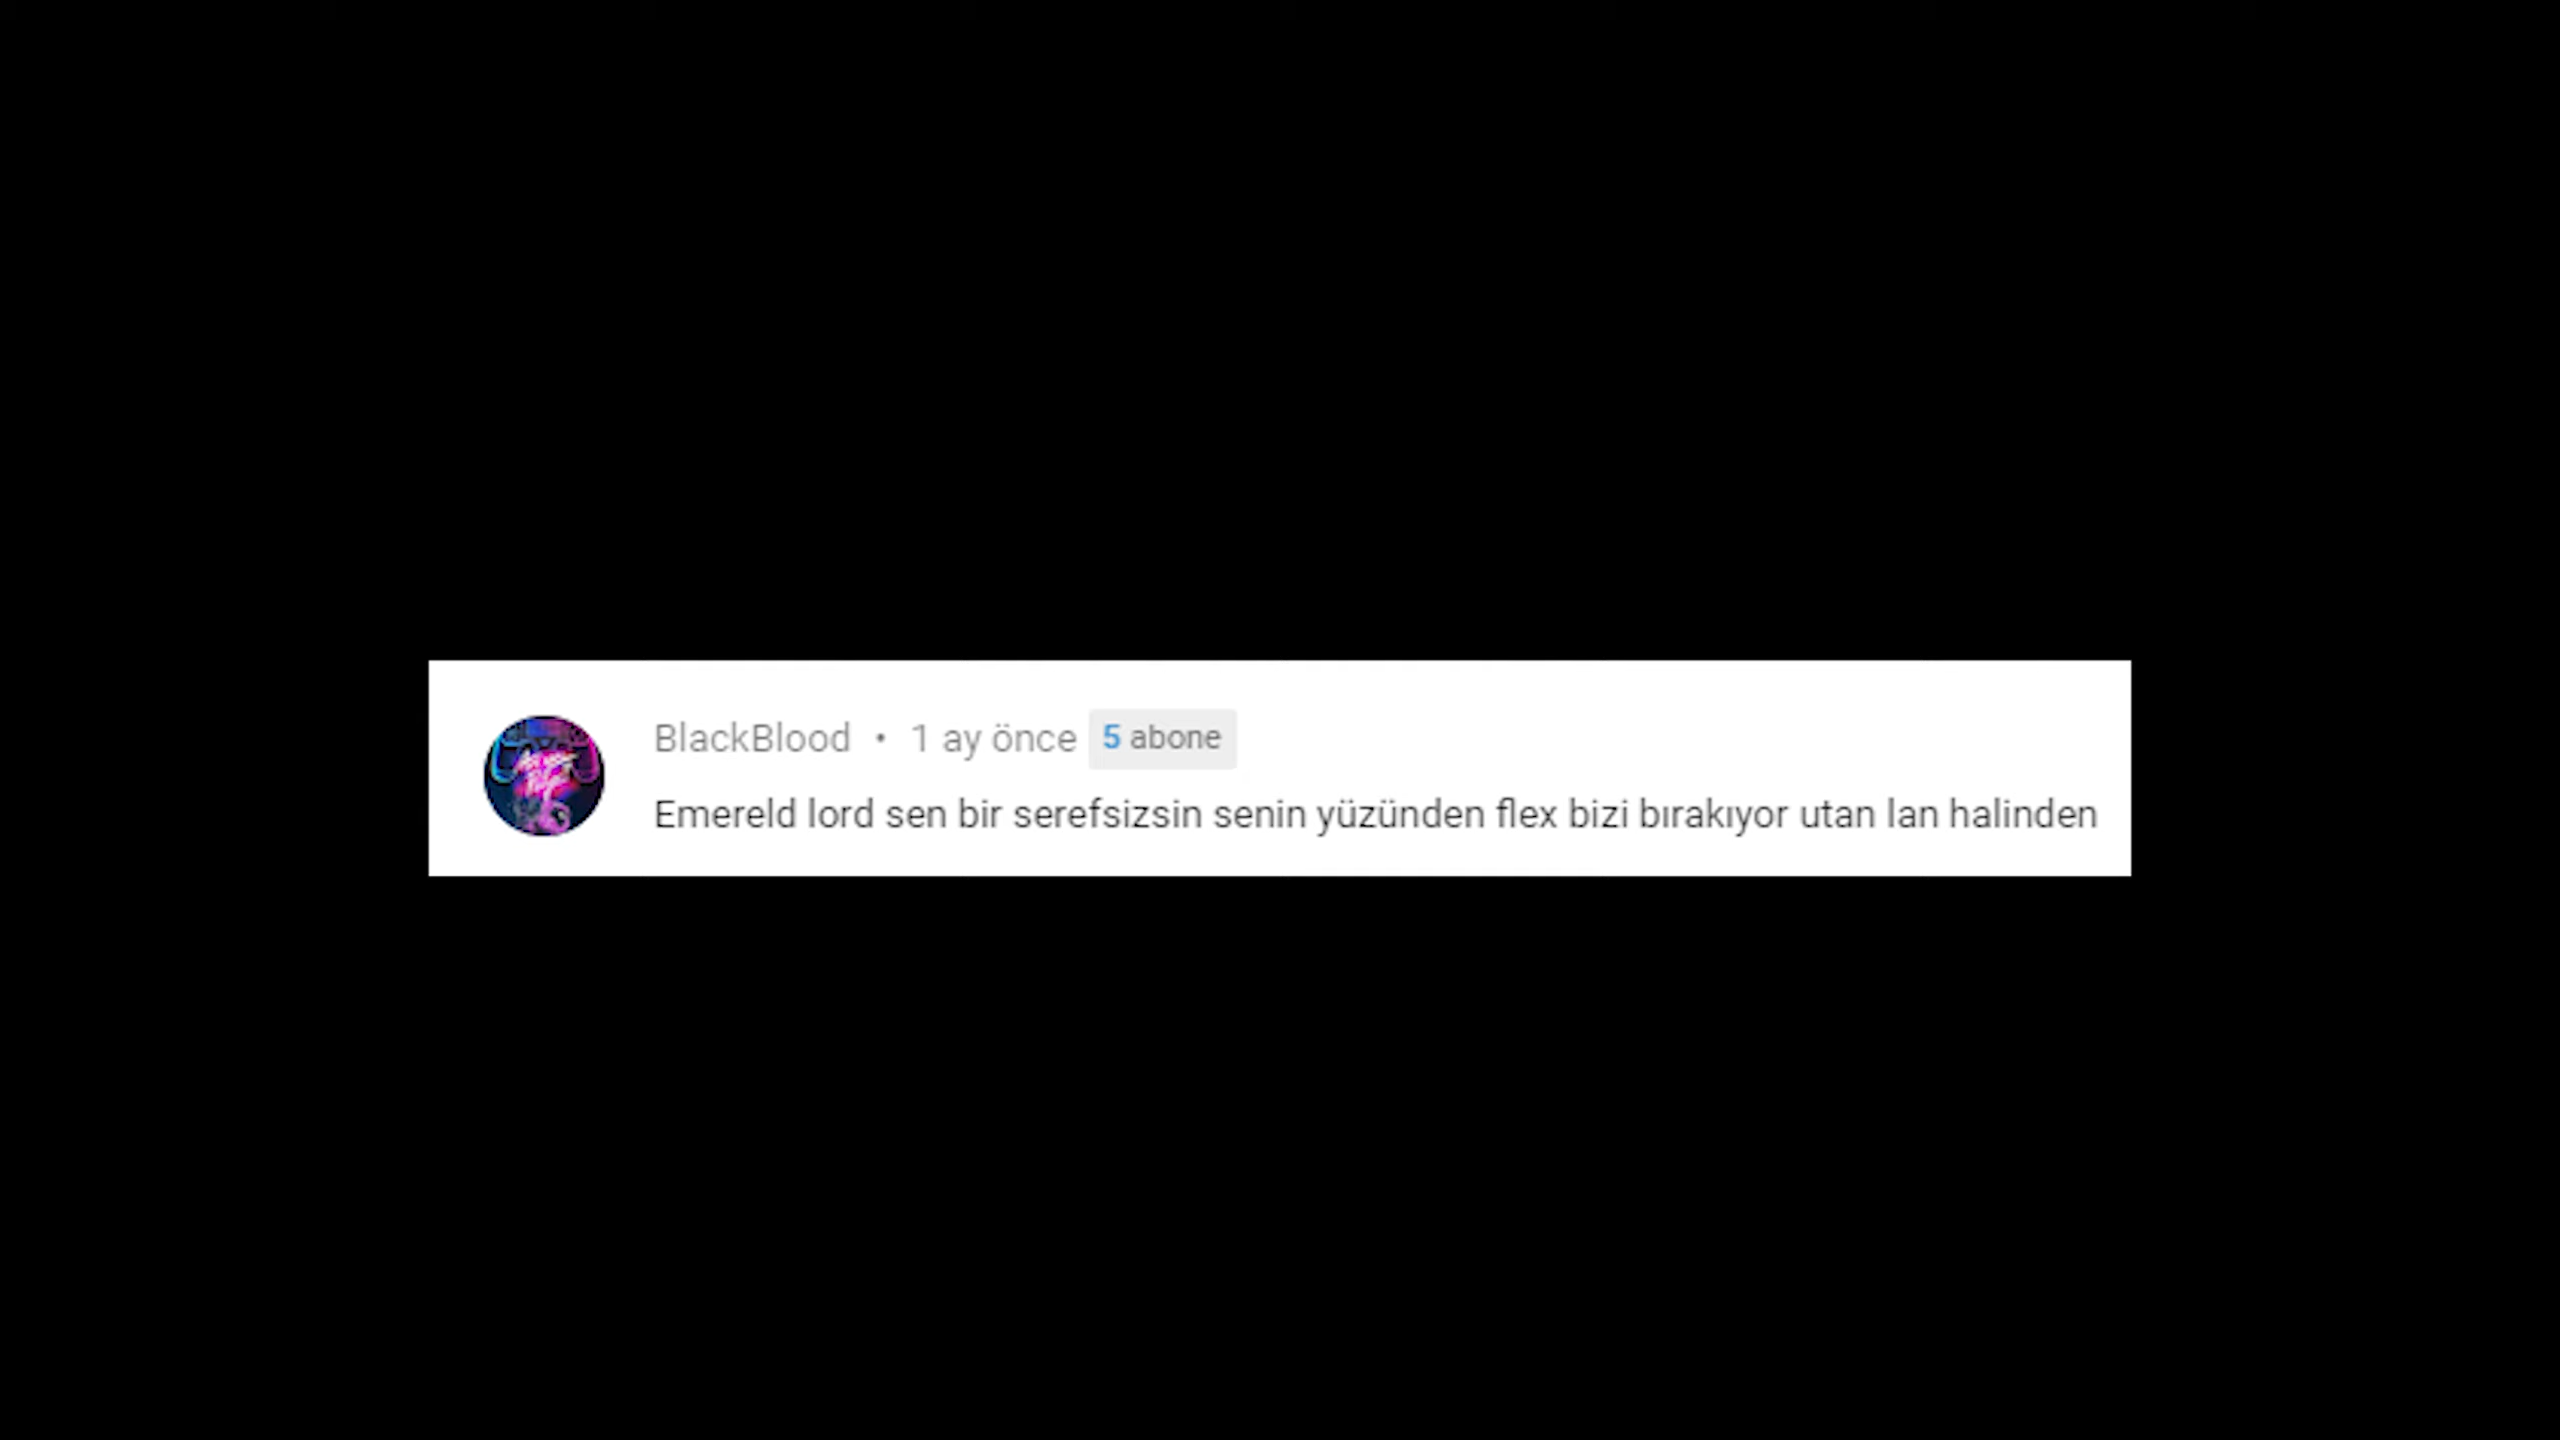 BlackBlood • 1 ay önce 5 abone
Emereld lord sen bir serefsizsin senin yüzünden flex bizi bırakıyor utan lan halinden